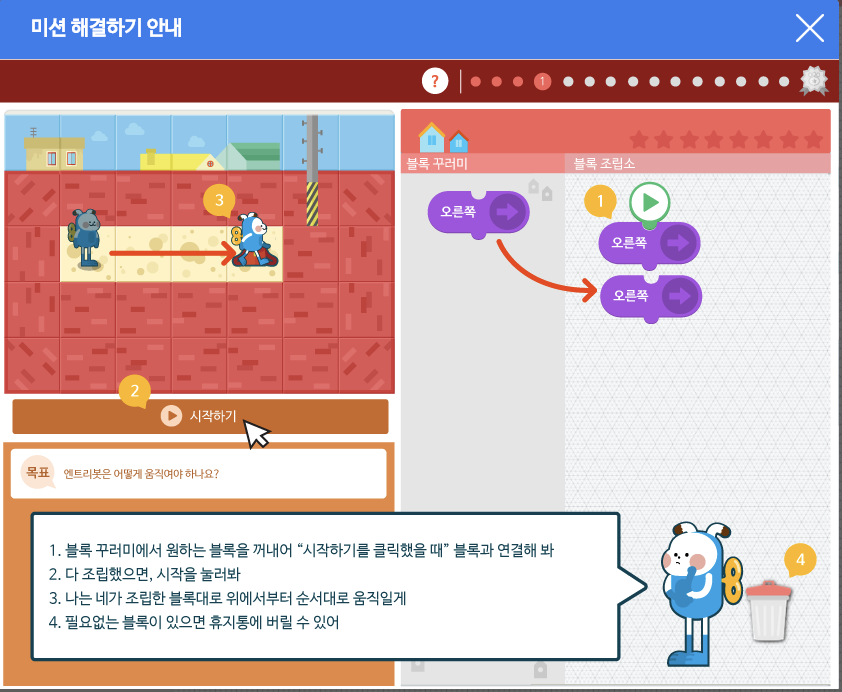 미션 해결하기 안내
?
1
블록 꾸러미
블록 조립소
오른쪽
1
오른쪽
오른쪽
3
2
시작하기
목표
엔트리봇은 어떻게 움직여야 하나요?
1. 블록 꾸러미에서 원하는 블록을 꺼내어 “시작하기를 클릭했을 때” 블록과 연결해 봐
2. 다 조립했으면, 시작을 눌러봐
3. 나는 네가 조립한 블록대로 위에서부터 순서대로 움직일게
4. 필요없는 블록이 있으면 휴지통에 버릴 수 있어
4